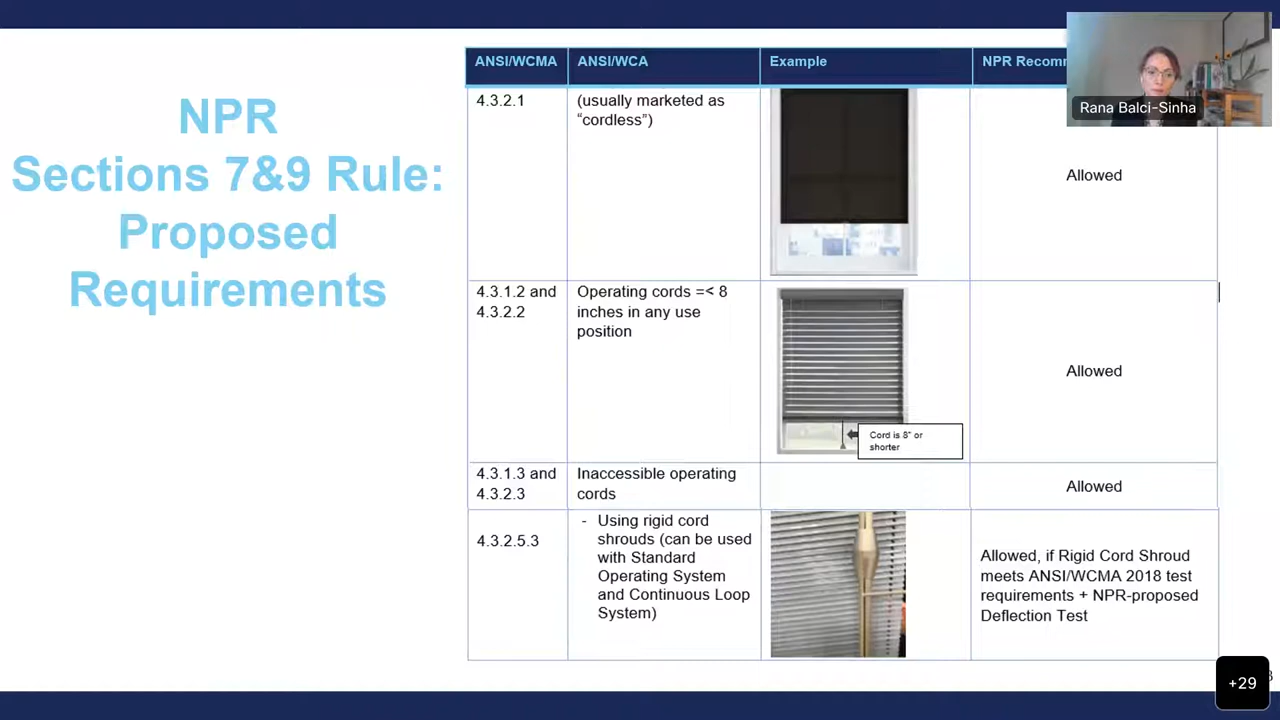 NPR
Sections 7&9 Rule:
Proposed
Requirements
ANSI/WCMA
ANSI/WCA
Example
NPR
Rana Balci-Sinha
4.3.2.1
(usually marketed as
“cordless”)
Allowed
4.3.1.2 and
4.3.2.2
Operating cords =< 8
inches in any use
position
Cord is 8" or
shorter
Allowed
4.3.1.3 and
4.3.2.3
Inaccessible operating
cords
Allowed
4.3.2.5.3
- Using rigid cord
shrouds (can be used
with Standard
Operating System
and Continuous Loop
System)
Allowed, if Rigid Cord Shroud
meets ANSI/WCMA 2018 test
requirements + NPR-proposed
Deflection Test
+29